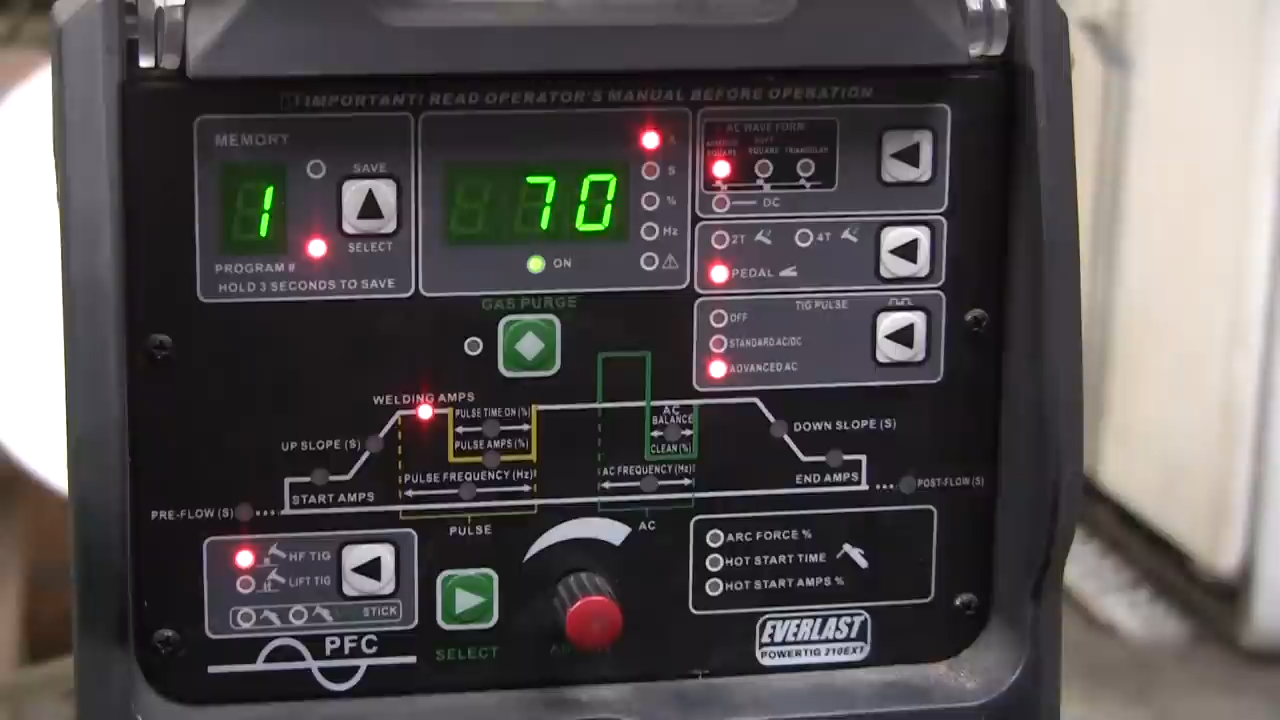 IMPORTANT! READ OPERATOR'S MANUAL BEFORE OPERATION
MEMORY
1
SAVE
SELECT
PROGRAM #
HOLD 3 SECONDS TO SAVE
70
A
S
%
Hz
ON
AC WAVE FORM
ADVANCED SQUARE
SOFT SQUARE
TRIANGULAR
DC
2T
4T
PEDAL
TIG PULSE
OFF
STANDARD AC/DC
ADVANCED AC
GAS PURGE
WELDING AMPS
PULSE TIME ON (%)
PULSE AMPS (%)
AC BALANCE
CLEAN (%)
UP SLOPE (S)
DOWN SLOPE (S)
PULSE FREQUENCY (Hz)
AC FREQUENCY (Hz)
START AMPS
END AMPS
PRE-FLOW (S)
POST-FLOW (S)
PULSE
AC
HF TIG
LIFT TIG
STICK
PFC
SELECT
ARC FORCE %
HOT START TIME
HOT START AMPS %
EVERLAST
POWERTIG 210EXT